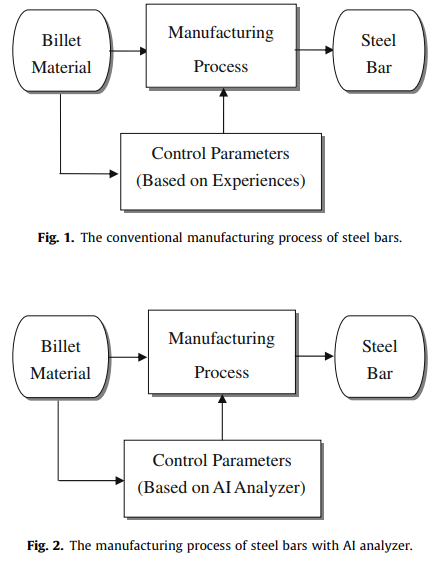 Billet
Material
Manufacturing
Process
Steel
Bar
Control Parameters
(Based on Experiences)
Fig. 1. The conventional manufacturing process of steel bars.
Billet
Material
Manufacturing
Process
Steel
Bar
Control Parameters
(Based on AI Analyzer)
Fig. 2. The manufacturing process of steel bars with AI analyzer.